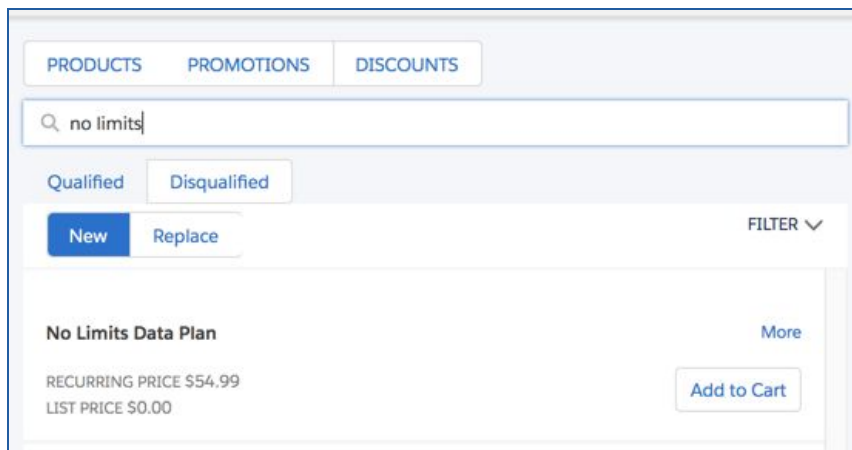 PRODUCTS PROMOTIONS DISCOUNTS
no limits
Qualified Disqualified
New Replace FILTER
No Limits Data Plan More
RECURRING PRICE $54.99
LIST PRICE $0.00 Add to Cart